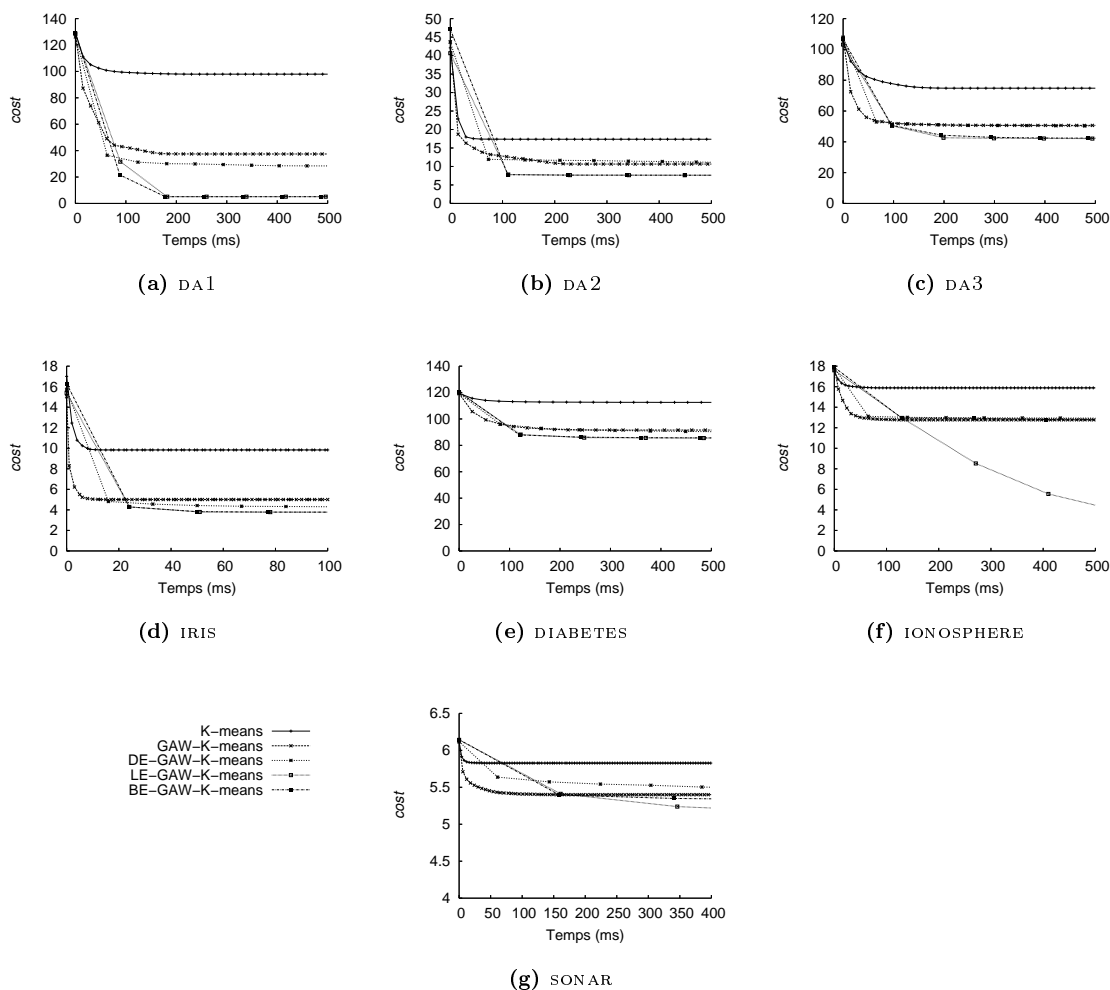 cost
140
120
100
80
60
40
20
0
0 100 200 300 400 500
Temps (ms)
(a) DA1
cost
50
45
40
35
30
25
20
15
10
5
0
0 100 200 300 400 500
Temps (ms)
(b) DA2
cost
120
100
80
60
40
20
0
0 100 200 300 400 500
Temps (ms)
(c) DA3
cost
18
16
14
12
10
8
6
4
2
0
0 20 40 60 80 100
Temps (ms)
(d) IRIS
cost
140
120
100
80
60
40
20
0
0 100 200 300 400 500
Temps (ms)
(e) DIABETES
cost
18
16
14
12
10
8
6
4
2
0
0 100 200 300 400 500
Temps (ms)
(f) IONOSPHERE
K−means
GAW−K−means
DE−GAW−K−means
LE−GAW−K−means
BE−GAW−K−means
cost
6.5
6
5.5
5
4.5
4
0 50 100 150 200 250 300 350 400
Temps (ms)
(g) SONAR